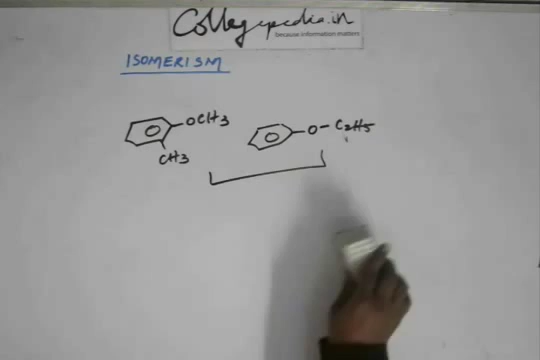 Collegepedia.in
because information matters
ISOMERISM
OCH3
CH3
O-C2H5